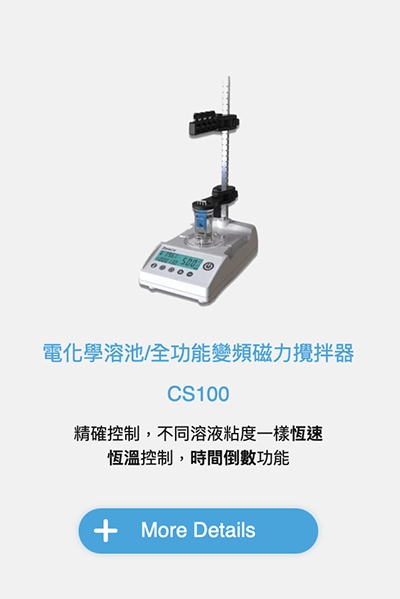 500
電化學溶池/全功能變頻磁力攪拌器
CS100
精確控制，不同溶液粘度一樣恆速
恆溫控制，時間倒數功能
More Details